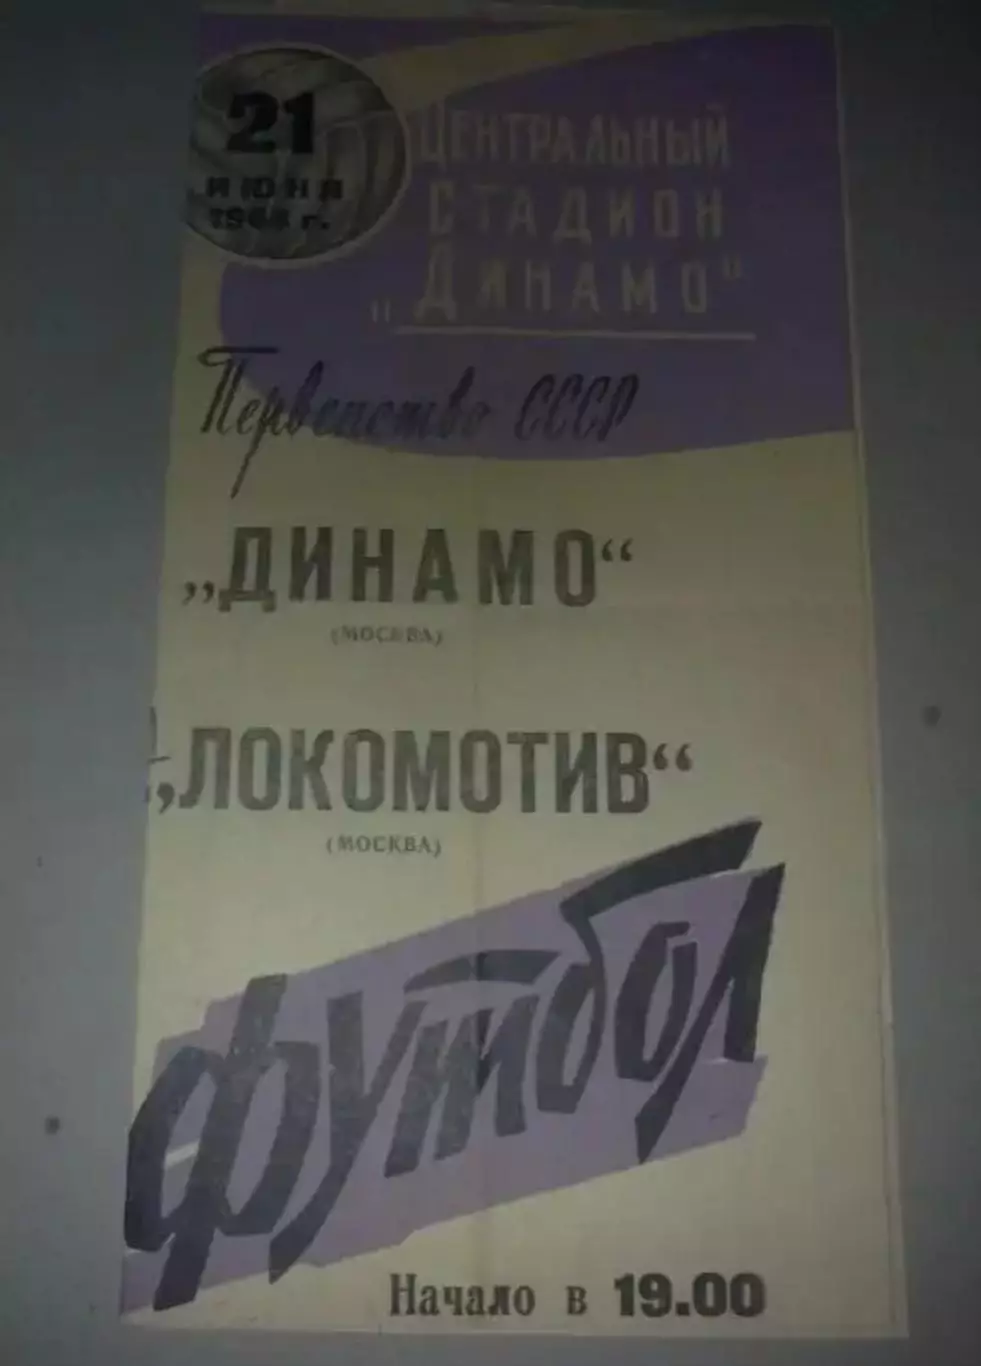 21
ИЮНЯ
г.
ЦЕНТРАЛЬНЫЙ
СТАДИОН
„ДИНАМО“
Первенство СССР
„ДИНАМО“
(МОСКВА)
„ЛОКОМОТИВ“
(МОСКВА)
футбол
Начало в 19.00